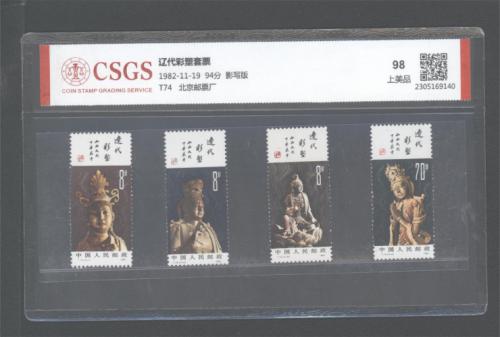 CSGS
COIN STAMP GRADING SERVICE
辽代彩塑套票
1982-11-19 94分 影写版
T74 北京邮票厂
98
上美品
2305169140
辽代
彩塑
8分
中国人民邮政
辽代
彩塑
8分
中国人民邮政
辽代
彩塑
8分
中国人民邮政
辽代
彩塑
70分
中国人民邮政